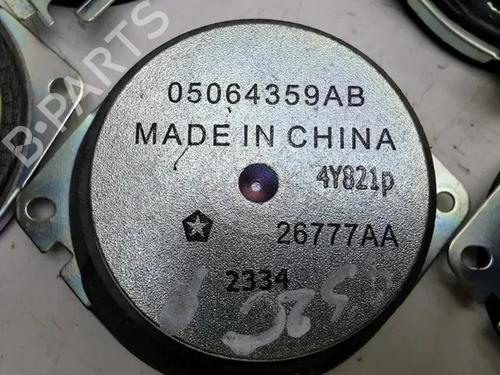 B-PARTS
05064359AB
MADE IN CHINA
4Y821p
26777AA
2334